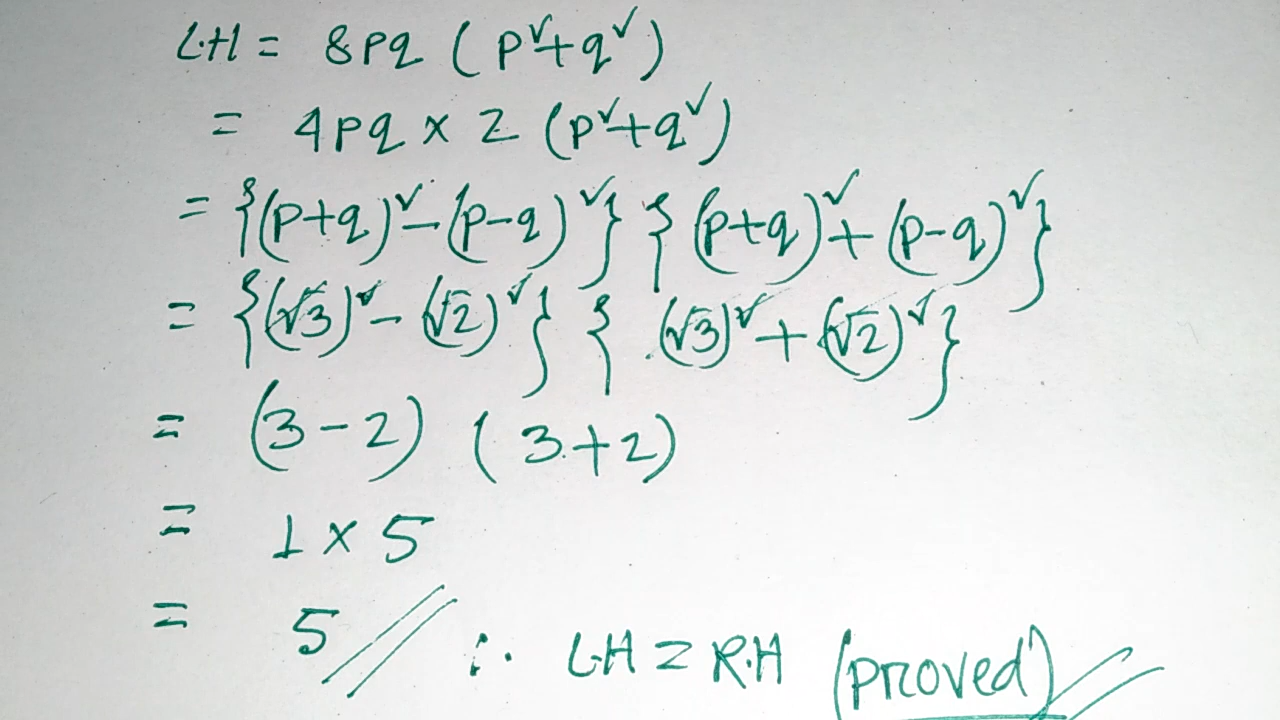 L.H = 8pq (p²+q²)
= 4pq × 2 (p²+q²)
= {(p+q)² - (p-q)²} {(p+q)² + (p-q)²}
= {(√3)² - (√2)²} {(√3)² + (√2)²}
= (3-2) (3+2)
= 1 × 5
= 5 // ∴ L.H = R.H (proved) //